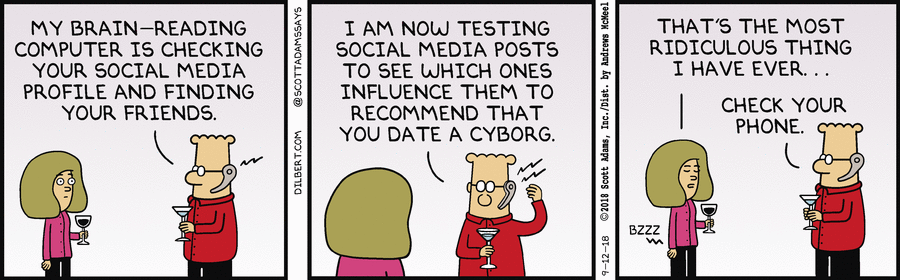 MY BRAIN-READING
COMPUTER IS CHECKING
YOUR SOCIAL MEDIA
PROFILE AND FINDING
YOUR FRIENDS.
DILBERT.COM @SCOTTADAMSSAYS
I AM NOW TESTING
SOCIAL MEDIA POSTS
TO SEE WHICH ONES
INFLUENCE THEM TO
RECOMMEND THAT
YOU DATE A CYBORG.
9-12-18 ©2018 Scott Adams, Inc./Dist. by Andrews McMeel
THAT'S THE MOST
RIDICULOUS THING
I HAVE EVER...
CHECK YOUR
PHONE.
BZZZ